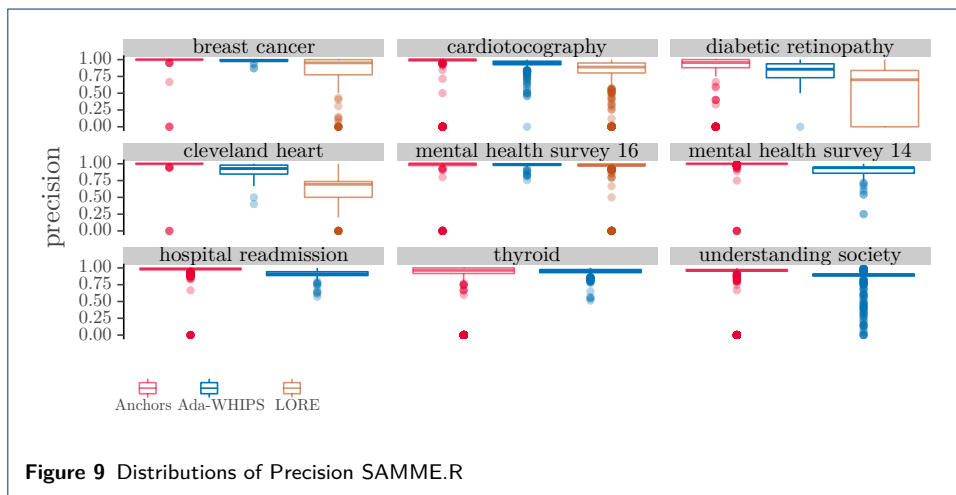 breast cancer cardiotocography diabetic retinopathy
1.00
0.75
0.50
0.25
0.00
cleveland heart mental health survey 16 mental health survey 14
1.00
0.75
0.50
0.25
0.00
precision
hospital readmission thyroid understanding society
1.00
0.75
0.50
0.25
0.00
Anchors Ada-WHIPS LORE
Figure 9 Distributions of Precision SAMME.R